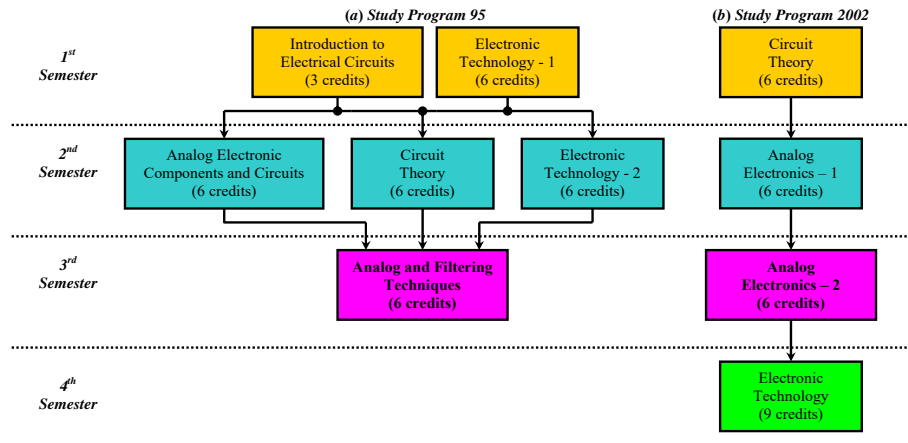 (a) Study Program 95
(b) Study Program 2002
1st
Semester
Introduction to
Electrical Circuits
(3 credits)
Electronic
Technology - 1
(6 credits)
Circuit
Theory
(6 credits)
2nd
Semester
Analog Electronic
Components and Circuits
(6 credits)
Circuit
Theory
(6 credits)
Electronic
Technology - 2
(6 credits)
Analog
Electronics – 1
(6 credits)
3rd
Semester
Analog and Filtering
Techniques
(6 credits)
Analog
Electronics – 2
(6 credits)
4th
Semester
Electronic
Technology
(9 credits)